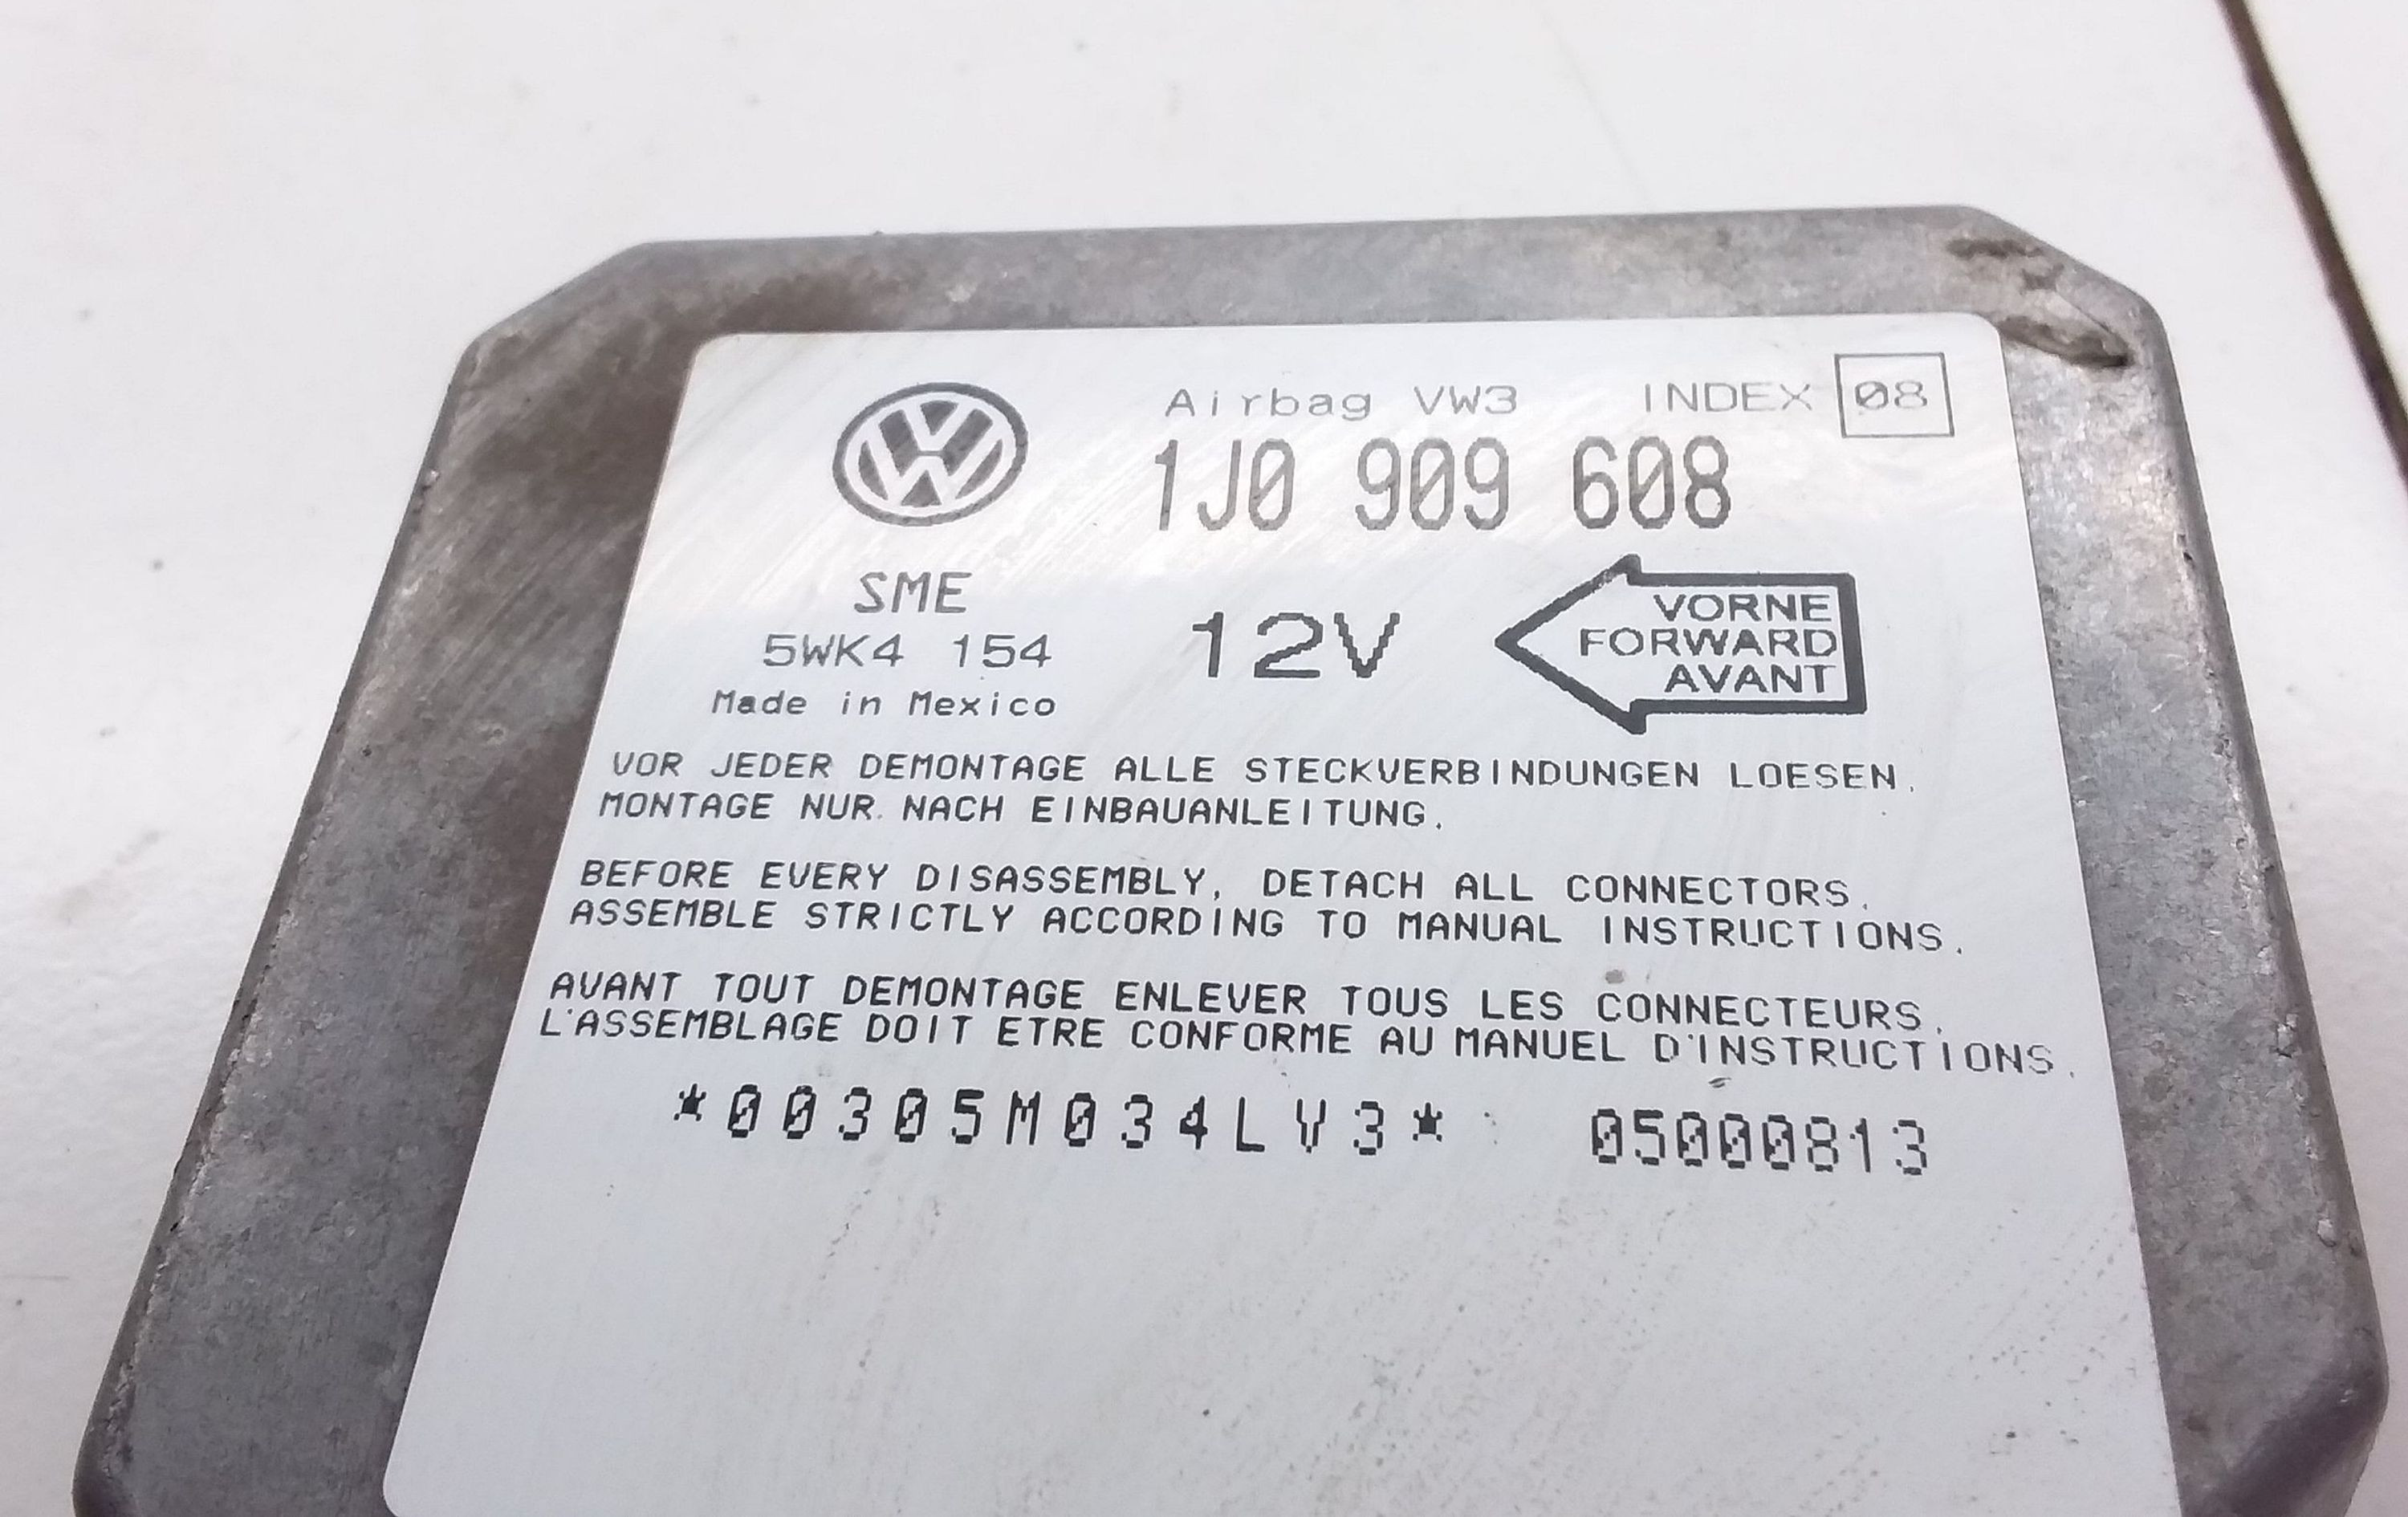 Airbag VW3 INDEX 08
1J0 909 608
SME
5WK4 154
Made in Mexico
12V
VORNE
FORWARD
AVANT
VOR JEDER DEMONTAGE ALLE STECKVERBINDUNGEN LOESEN.
MONTAGE NUR NACH EINBAUANLEITUNG.
BEFORE EVERY DISASSEMBLY, DETACH ALL CONNECTORS.
ASSEMBLE STRICTLY ACCORDING TO MANUAL INSTRUCTIONS.
AVANT TOUT DEMONTAGE ENLEVER TOUS LES CONNECTEURS.
L'ASSEMBLAGE DOIT ETRE CONFORME AU MANUEL D'INSTRUCTIONS.
*00305M034LV3* 05000813